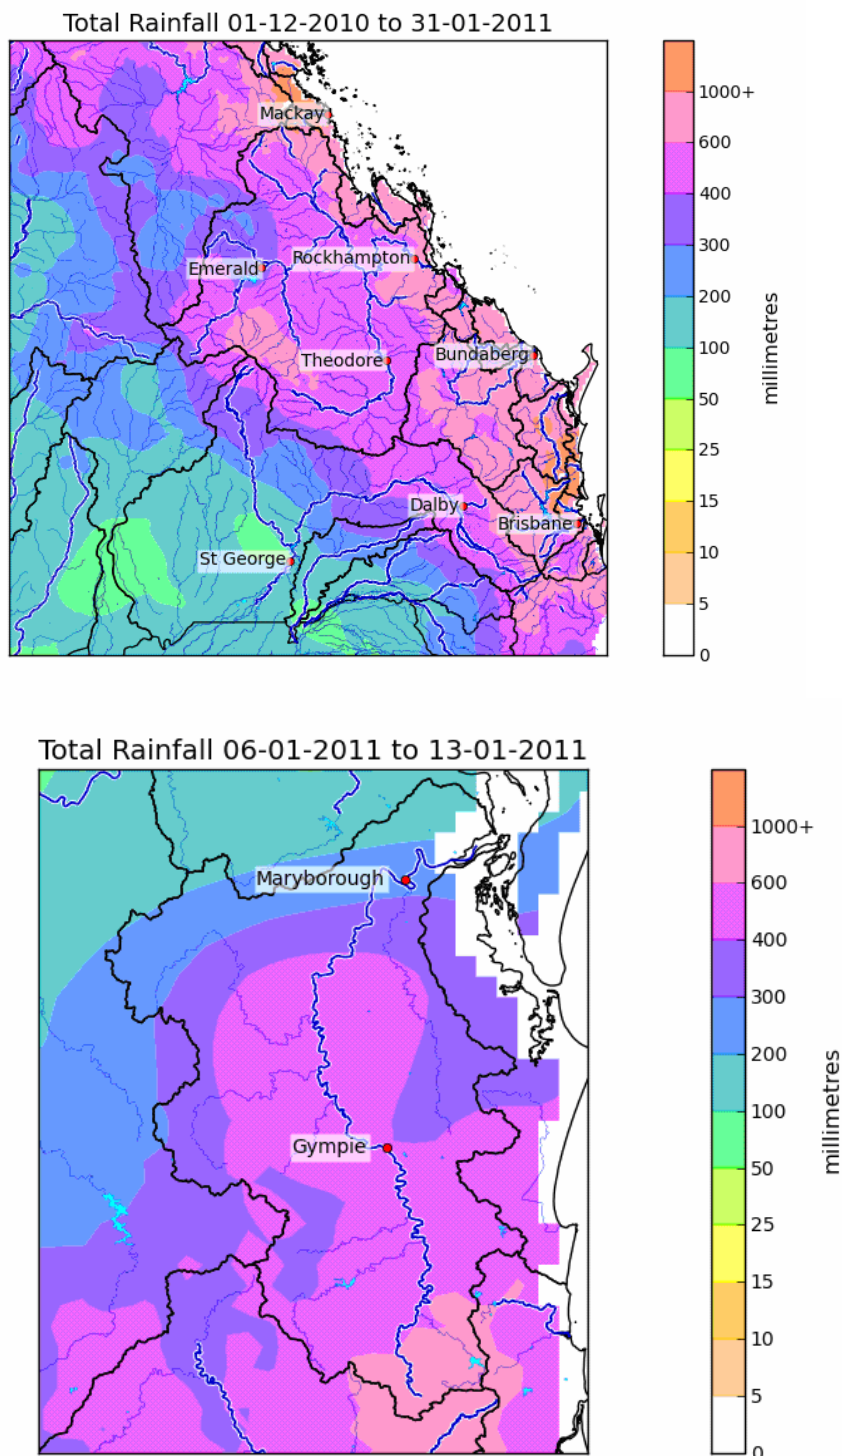 Total Rainfall 01-12-2010 to 31-01-2011
1000+
Mackay
600
400
300
Rockhampton
Emerald
200
100
Bundaberg
Theodore
millimetres
50
25
15
Dalby
Brisbane
10
St George
5
0
Total Rainfall 06-01-2011 to 13-01-2011
1000+
Maryborough
600
400
300
200
100
millimetres
Gympie
50
25
15
10
5
0